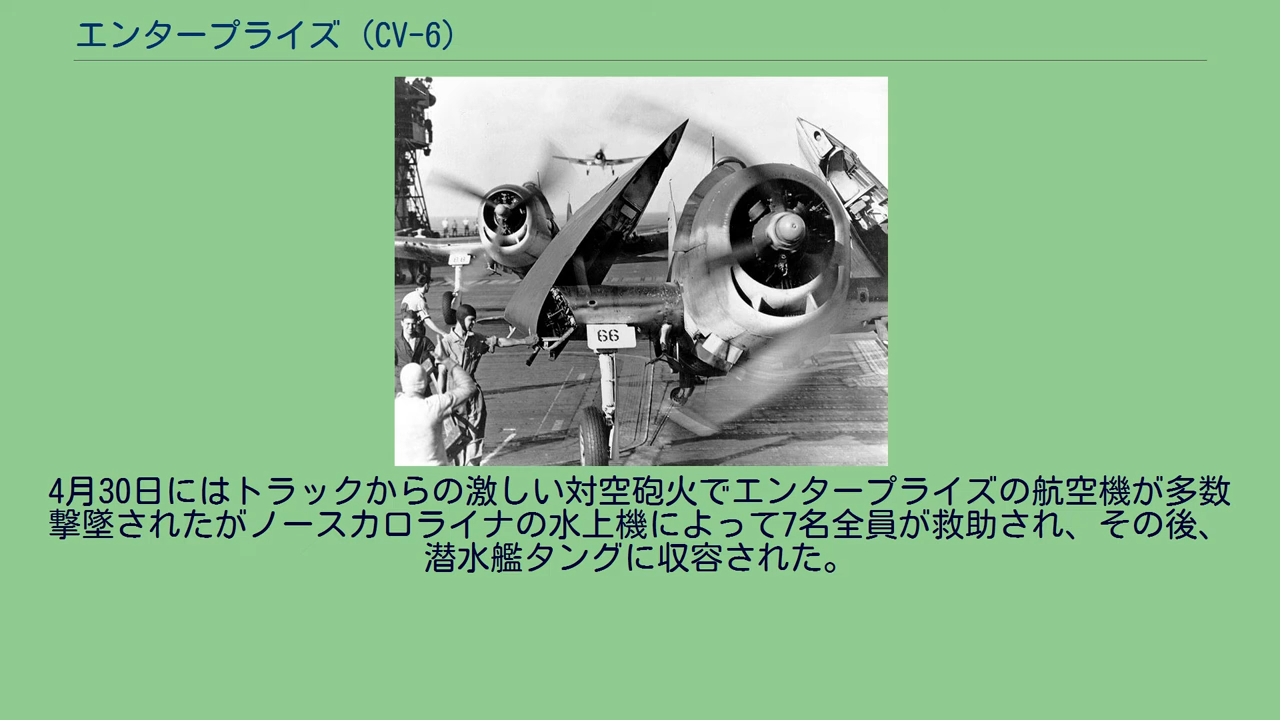 エンタープライズ（CV-6）
66
4月30日にはトラックからの激しい対空砲火でエンタープライズの航空機が多数
撃墜されたがノースカロライナの水上機によって7名全員が救助され、その後、
潜水艦タングに収容された。